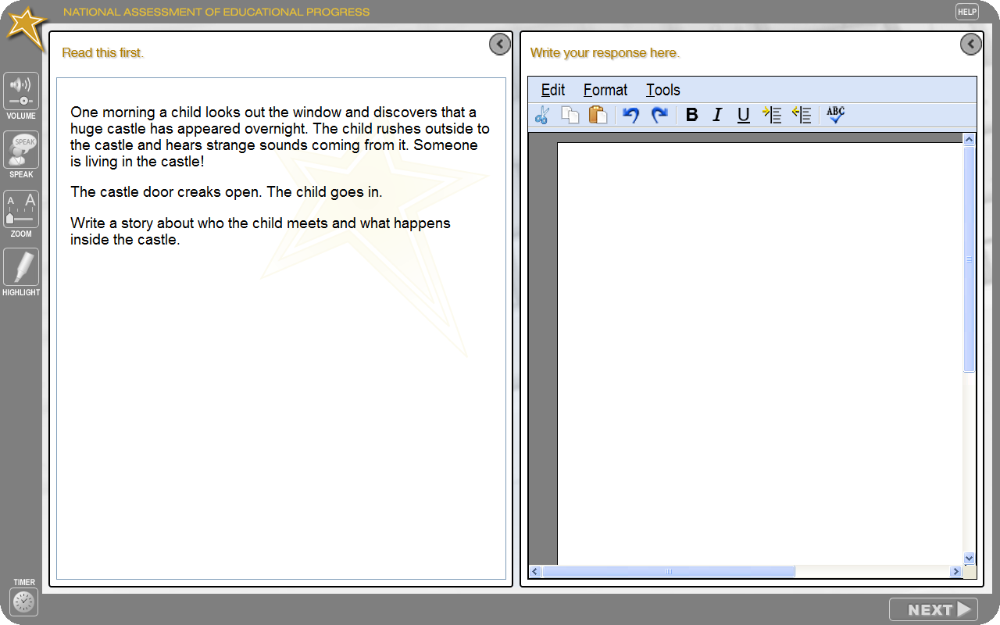 NATIONAL ASSESSMENT OF EDUCATIONAL PROGRESS
HELP
VOLUME
SPEAK
SPEAK
A A
ZOOM
HIGHLIGHT
TIMER
Read this first.
One morning a child looks out the window and discovers that a
huge castle has appeared overnight. The child rushes outside to
the castle and hears strange sounds coming from it. Someone
is living in the castle!
The castle door creaks open. The child goes in.
Write a story about who the child meets and what happens
inside the castle.
Write your response here.
Edit Format Tools
B I U ABC
NEXT